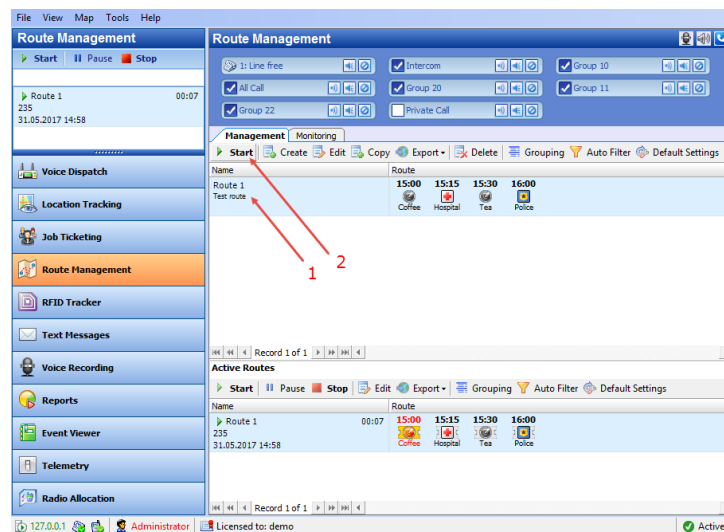 File View Map Tools Help
Route Management
Start Pause Stop
Route 1 00:07
235
31.05.2017 14:58
Voice Dispatch
Location Tracking
Job Ticketing
Route Management
RFID Tracker
Text Messages
Voice Recording
Reports
Event Viewer
Telemetry
Radio Allocation
Route Management
1: Line free Intercom Group 10
All Call Group 20 Group 11
Group 22 Private Call
Management Monitoring
Start Create Edit Copy Export Delete Grouping Auto Filter Default Settings
Name Route
Route 1 15:00 15:15 15:30 16:00
Test route Coffee Hospital Tea Police
1 2
Record 1 of 1
Active Routes
Start Pause Stop Edit Export Grouping Auto Filter Default Settings
Name Route
Route 1 00:07 15:00 15:15 15:30 16:00
235 Coffee Hospital Tea Police
31.05.2017 14:58
Record 1 of 1
127.0.0.1 Administrator Licensed to: demo Active